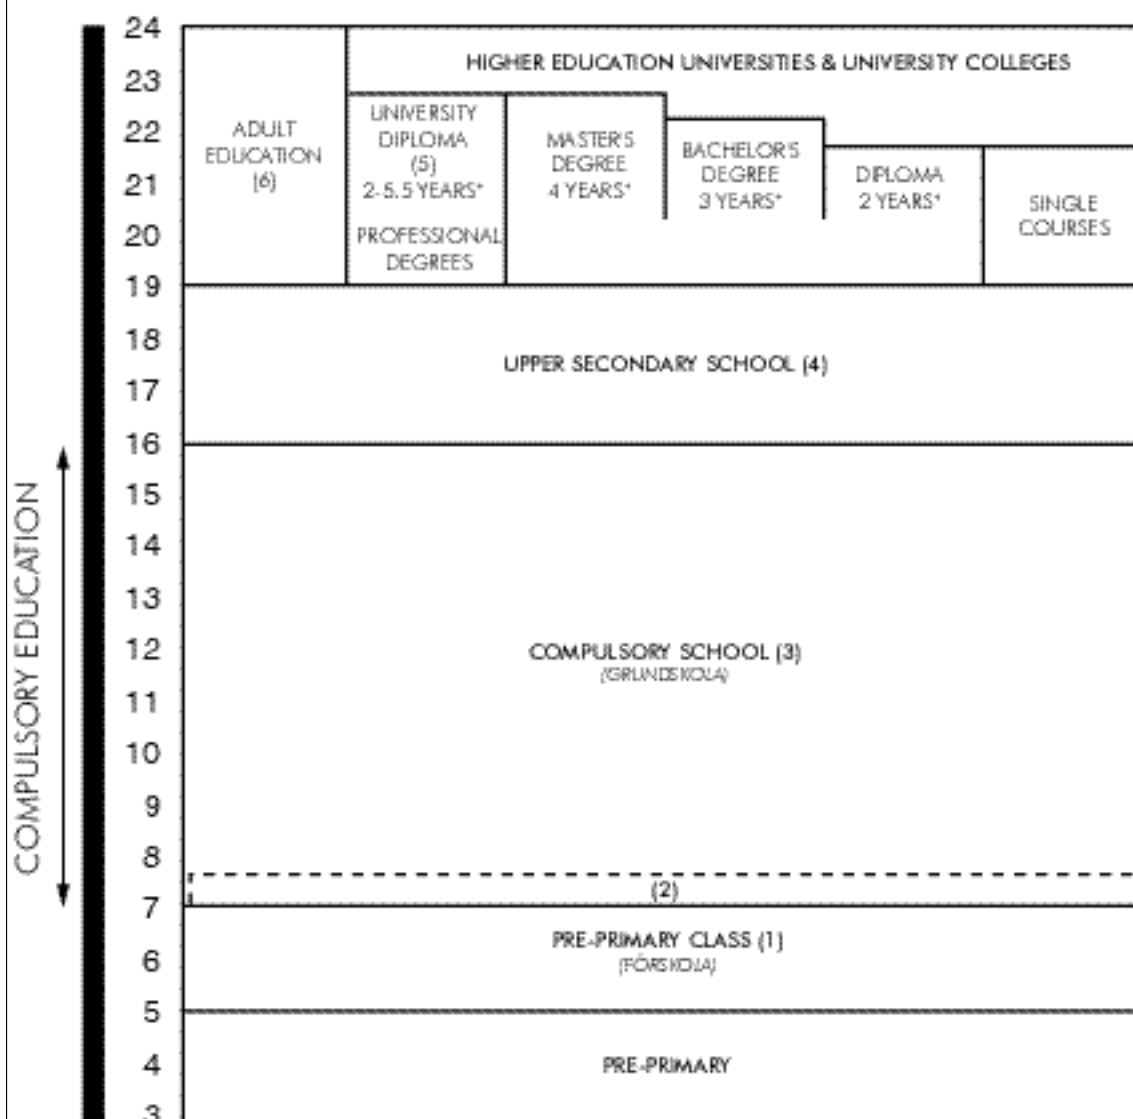 24
HIGHER EDUCATION UNIVERSITIES & UNIVERSITY COLLEGES
23
ADULT
EDUCATION
(6)
UNIVERSITY
DIPLOMA
(5)
2-5.5 YEARS*
PROFESSIONAL
DEGREES
MASTER'S
DEGREE
4 YEARS*
BACHELOR'S
DEGREE
3 YEARS*
DIPLOMA
2 YEARS*
SINGLE
COURSES
22
21
20
19
18
UPPER SECONDARY SCHOOL (4)
17
16
COMPULSORY EDUCATION
15
14
13
12
COMPULSORY SCHOOL (3)
(GRUNDSKOLA)
11
10
9
8
(2)
7
PRE-PRIMARY CLASS (1)
(FÖRSKOLA)
6
5
4
PRE-PRIMARY
3